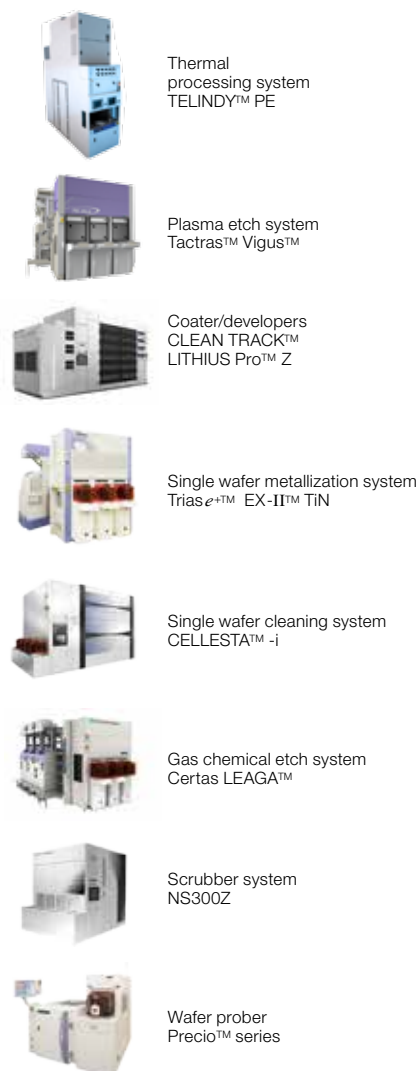 Thermal
processing system
TELINDY™ PE
Plasma etch system
Tactras™ Vigus™
Coater/developers
CLEAN TRACK™
LITHIUS Pro™ Z
Single wafer metallization system
Triase+™ EX-II™ TiN
Single wafer cleaning system
CELLESTA™ -i
Gas chemical etch system
Certas LEAGA™
Scrubber system
NS300Z
Wafer prober
Precio™ series